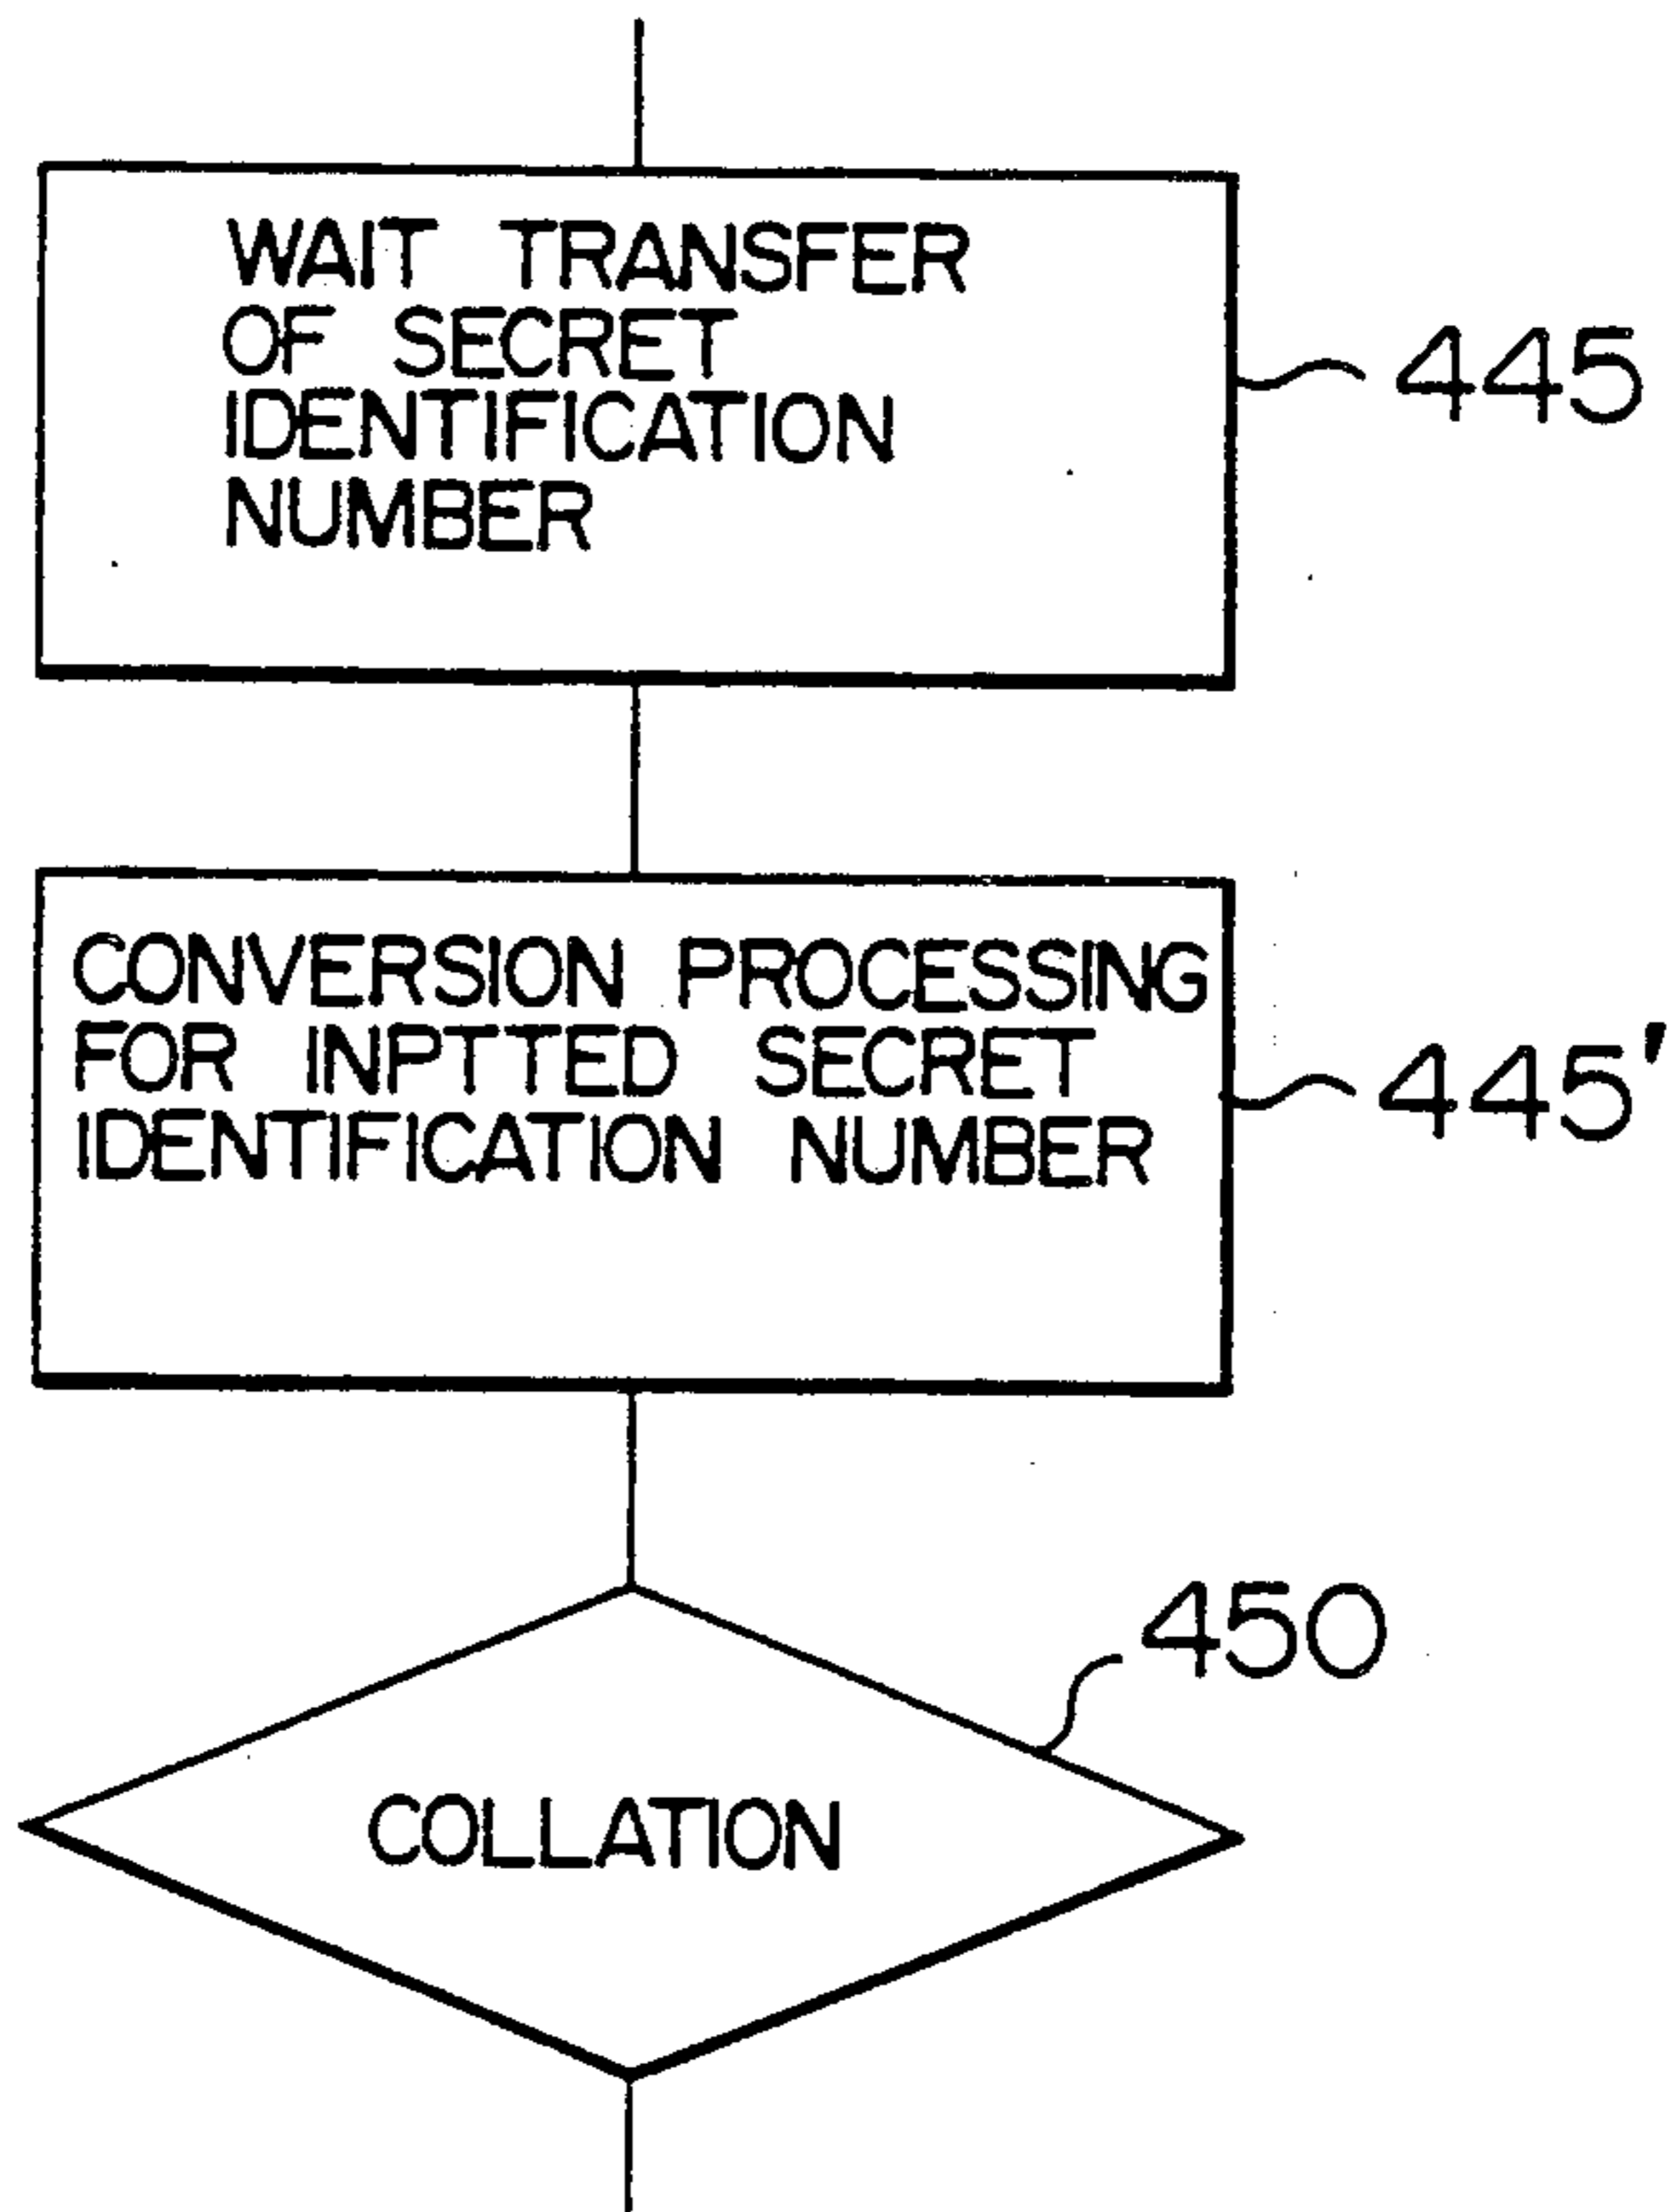 WAIT TRANSFER
OF SECRET
IDENTIFICATION
NUMBER
445
CONVERSION PROCESSING
FOR INPTTED SECRET
IDENTIFICATION NUMBER
445'
450
COLLATION